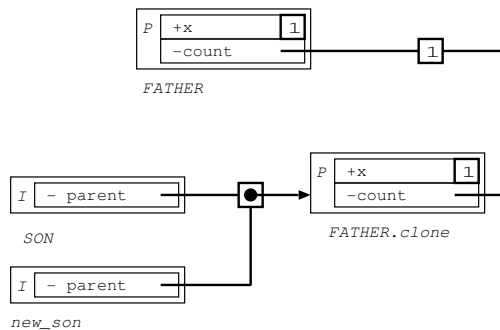 P +x 1
-count 1
FATHER
P +x 1
I - parent
-count
SON
FATHER.clone
I - parent
new_son